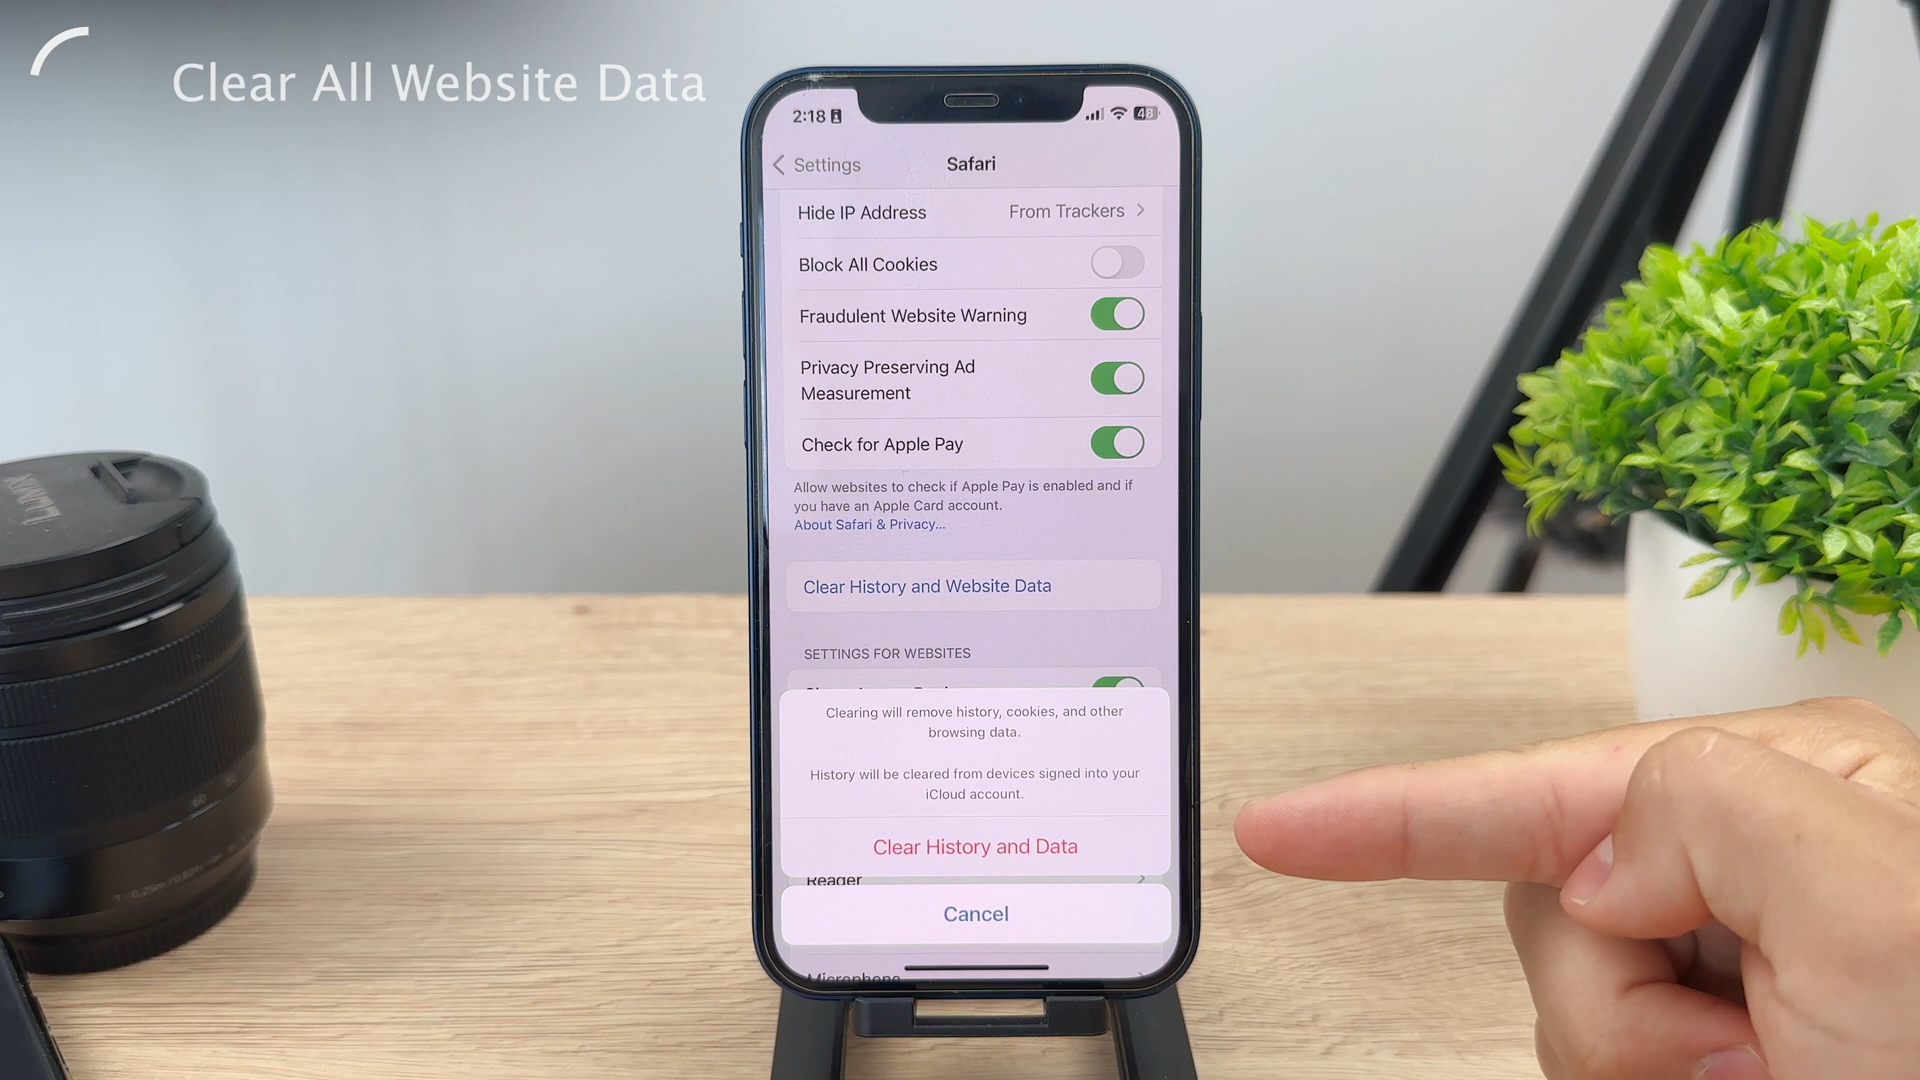 Clear All Website Data
2:18
48
Settings
Safari
Hide IP Address
From Trackers
Block All Cookies
Fraudulent Website Warning
Privacy Preserving Ad
Measurement
Check for Apple Pay
Allow websites to check if Apple Pay is enabled and if
you have an Apple Card account.
About Safari & Privacy...
Clear History and Website Data
SETTINGS FOR WEBSITES
Clearing will remove history, cookies, and other
browsing data.
History will be cleared from devices signed into your
iCloud account.
Clear History and Data
Reader
Cancel
Microphone
LUMIX
60